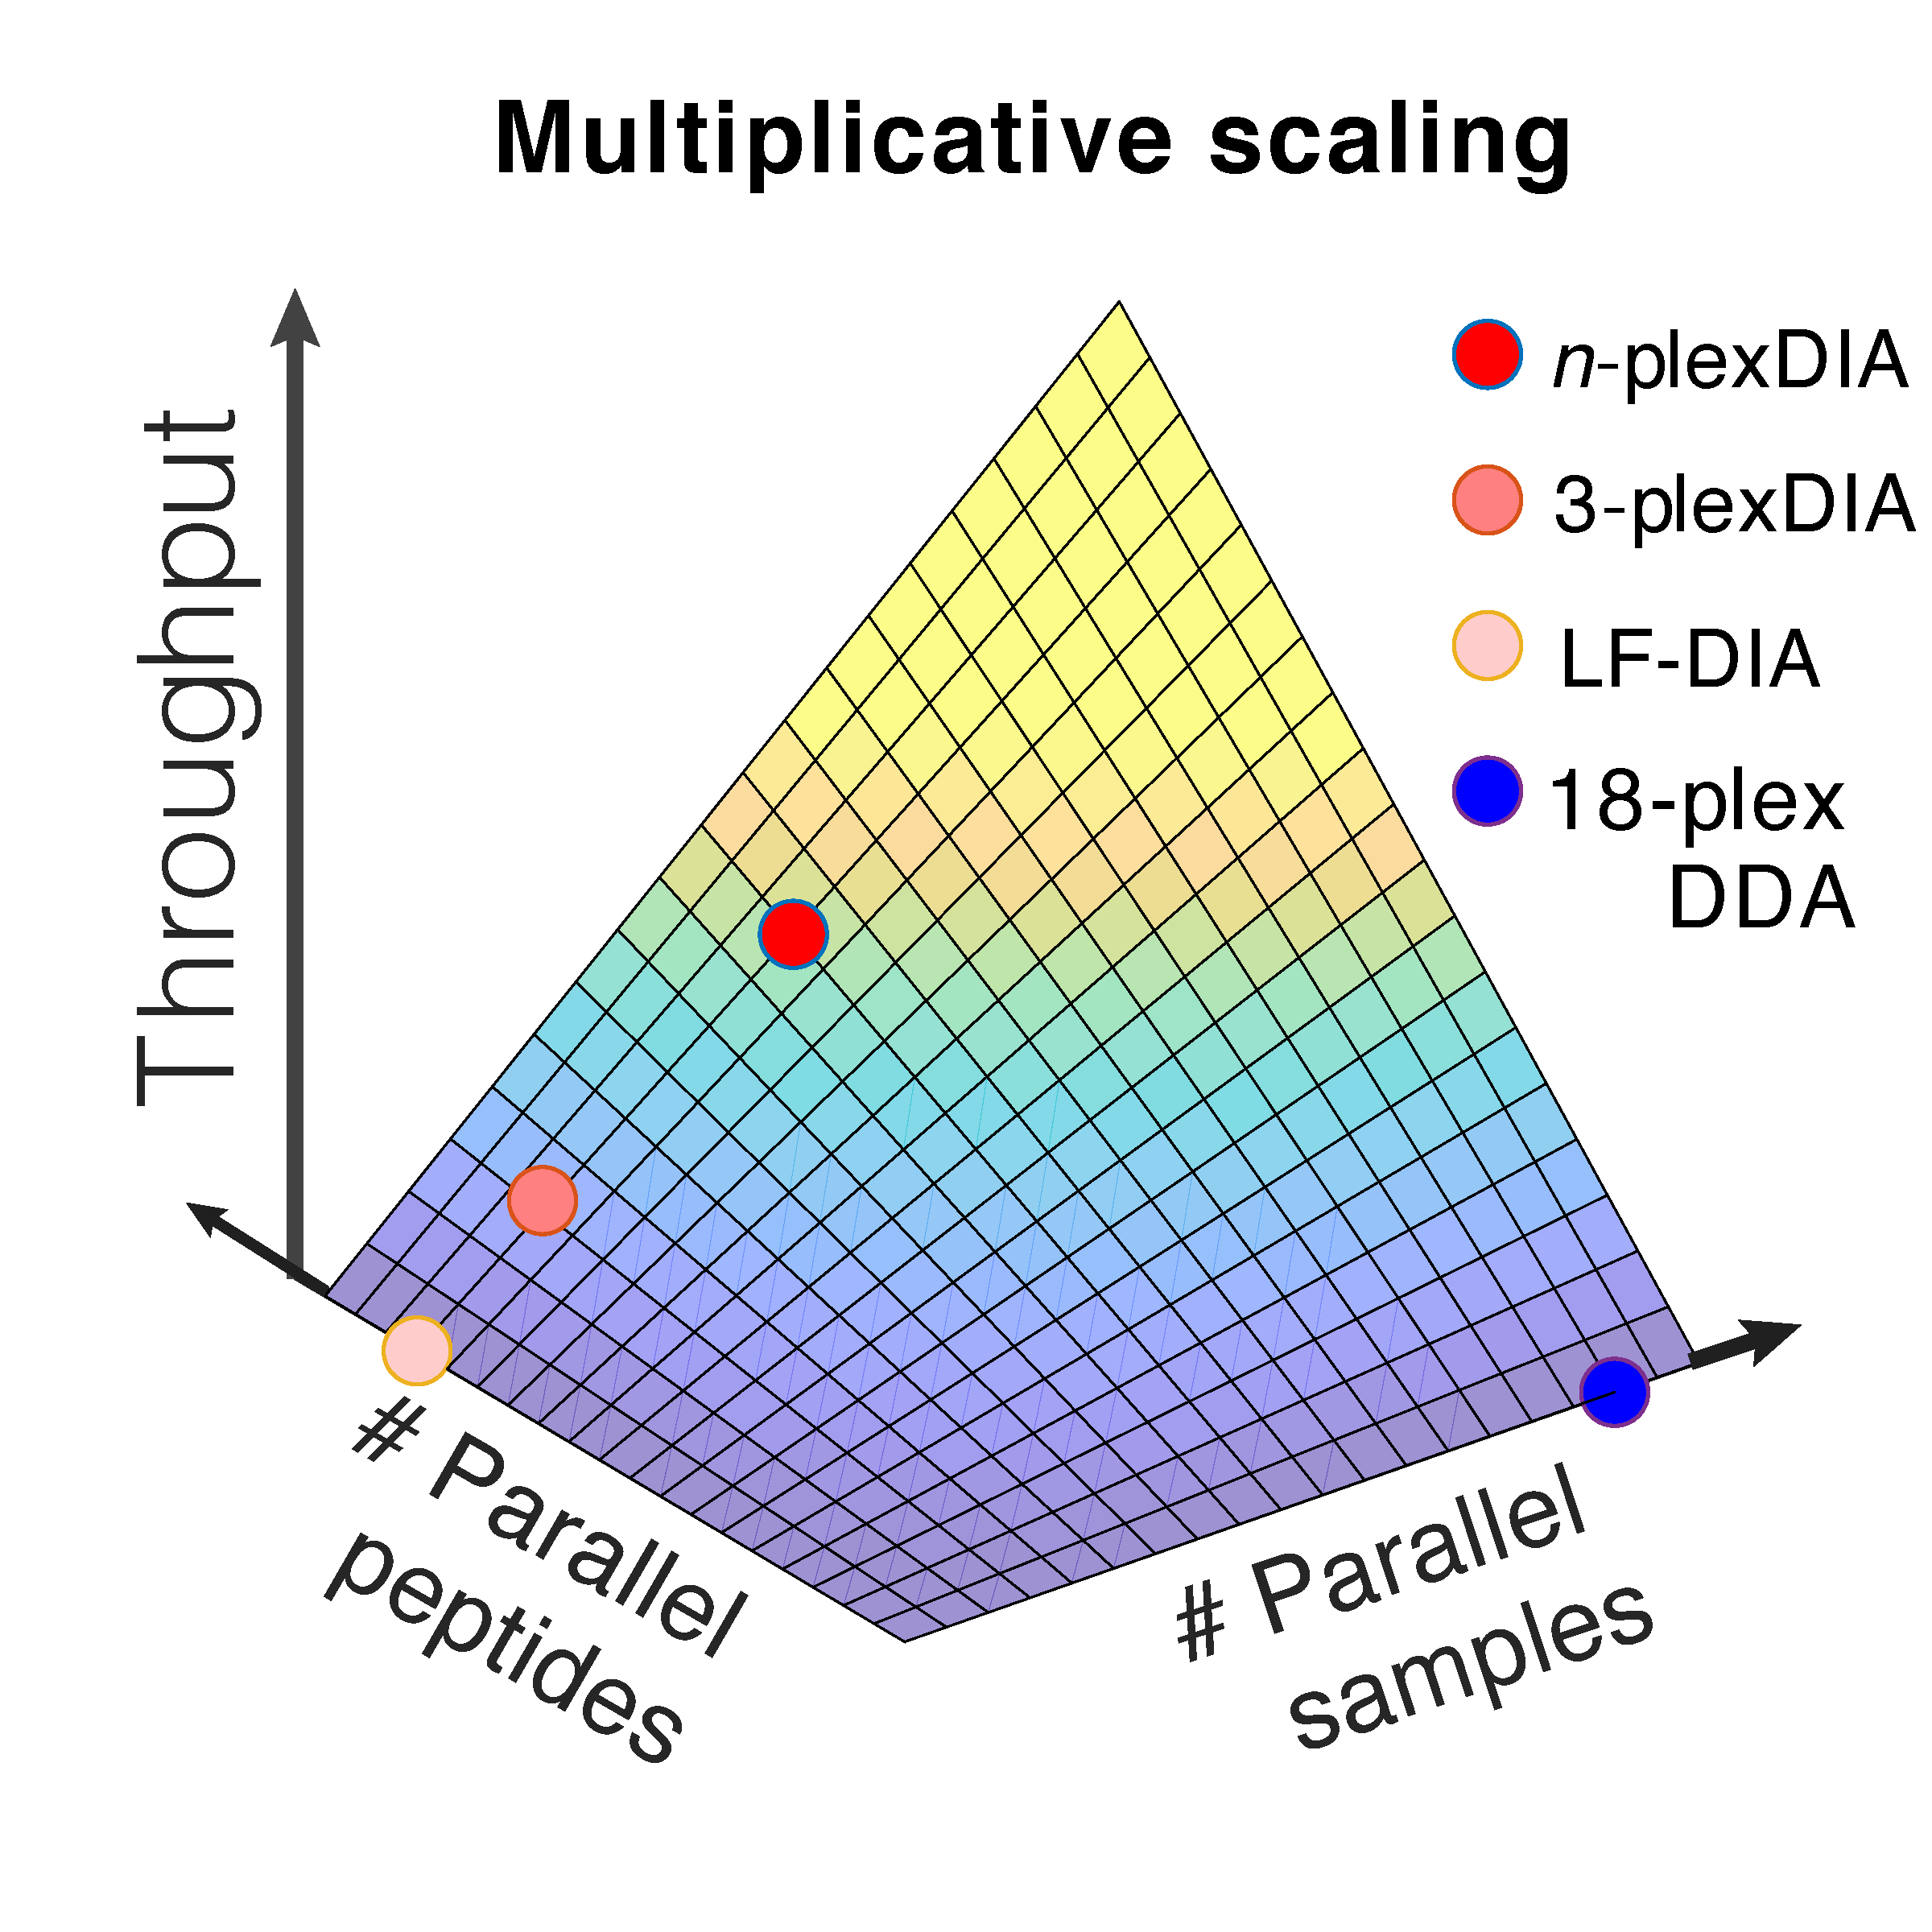 Multiplicative scaling
Throughput
n-plexDIA
3-plexDIA
LF-DIA
18-plex
DDA
# Parallel
peptides
# Parallel
samples